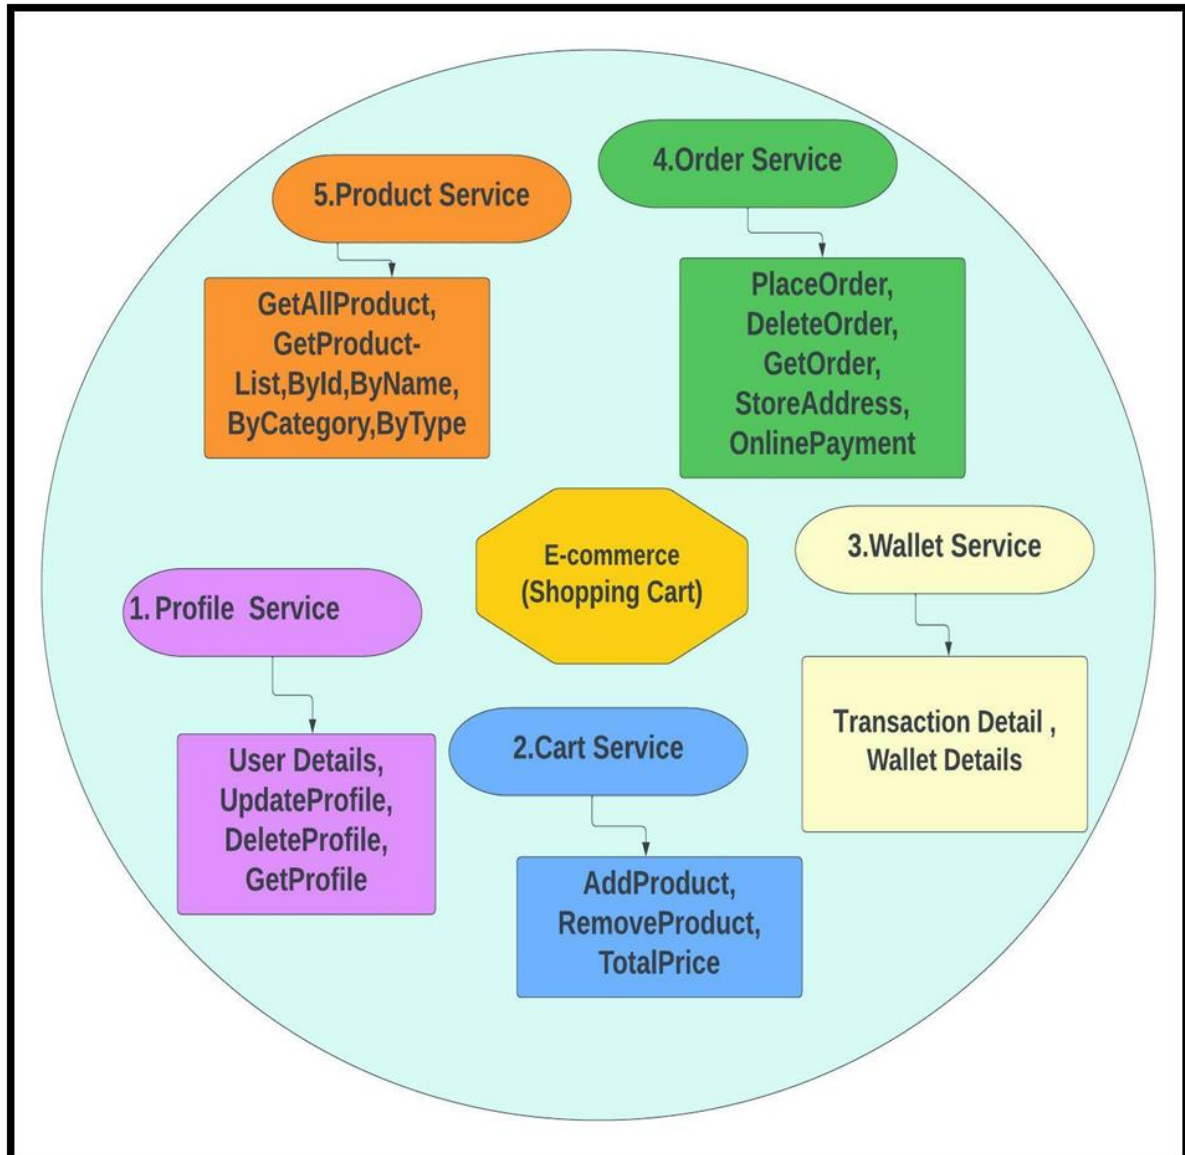 5.Product Service
GetAllProduct,
GetProduct-
List,ById,ByName,
ByCategory,ByType
4.Order Service
PlaceOrder,
DeleteOrder,
GetOrder,
StoreAddress,
OnlinePayment
E-commerce
(Shopping Cart)
3.Wallet Service
Transaction Detail ,
Wallet Details
1. Profile  Service
User Details,
UpdateProfile,
DeleteProfile,
GetProfile
2.Cart Service
AddProduct,
RemoveProduct,
TotalPrice